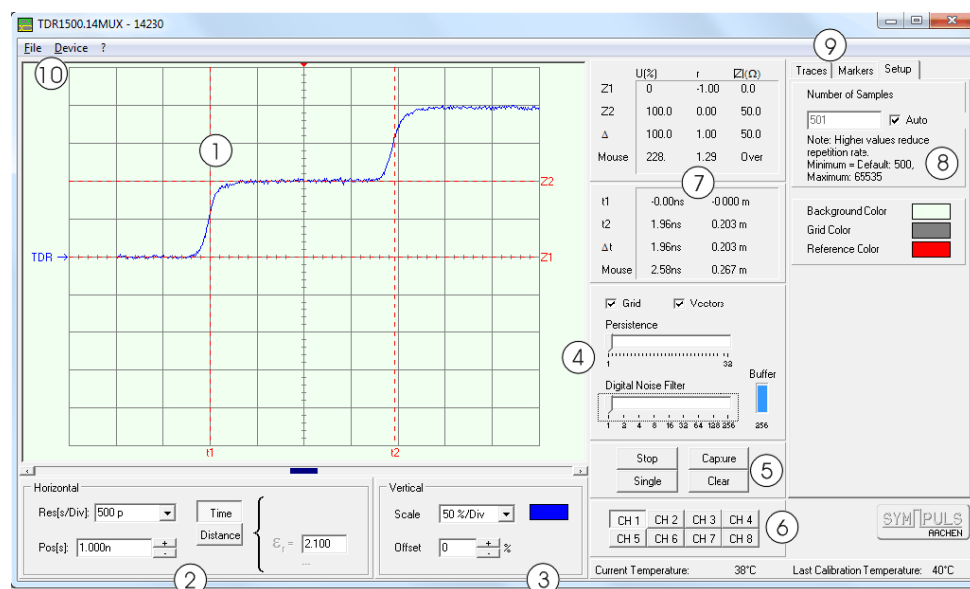 TDR1500.14MUX - 14230
File Device ?
10
1
TDR
Z2
Z1
t1 t2
U(%) r |Z|(Ω)
Z1 0 -1.00 0.0
Z2 100.0 0.00 50.0
Δ 100.0 1.00 50.0
Mouse 228. 1.29 Over
7
t1 -0.00ns -0.000 m
t2 1.96ns 0.203 m
Δt 1.96ns 0.203 m
Mouse 2.58ns 0.267 m
Grid Vectors
Persistence
4
1 32
Digital Noise Filter
Buffer
1 2 4 8 16 32 64 128 256
256
Stop Capture
Single Clear
5
CH 1 CH 2 CH 3 CH 4
CH 5 CH 6 CH 7 CH 8
6
9
Traces Markers Setup
Number of Samples
501 Auto
Note: Higher values reduce
repetition rate.
Minimum = Default: 500,
Maximum: 65535
8
Background Color
Grid Color
Reference Color
SYMPULS
AACHEN
Horizontal
Res[s/Div]: 500 p
Time
Distance
εr = 2.100
...
Pos[s]: 1.000n
2
Vertical
Scale 50 %/Div
Offset 0 %
3
Current Temperature: 38°C Last Calibration Temperature: 40°C